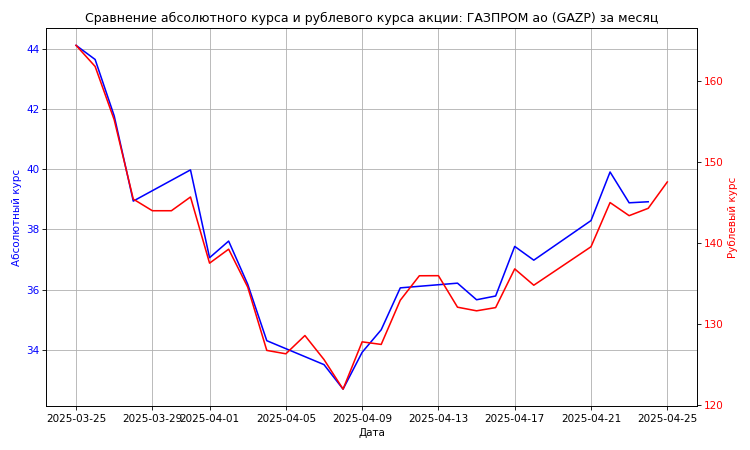 Сравнение абсолютного курса и рублевого курса акции: ГАЗПРОМ ао (GAZP) за месяц
44
42
40
38
36
34
Абсолютный курс
160
150
140
130
120
Рублевый курс
2025-03-25 2025-03-29 2025-04-01 2025-04-05 2025-04-09 2025-04-13 2025-04-17 2025-04-21 2025-04-25
Дата